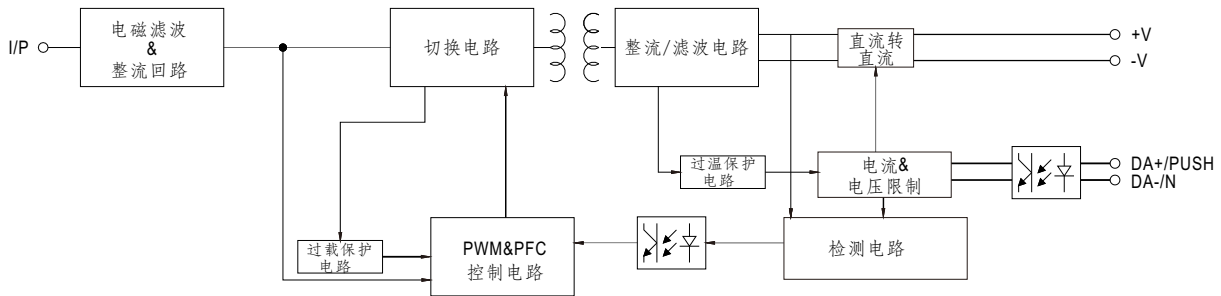 I/P
电磁滤波
&
整流回路
切换电路
整流/滤波电路
直流转
直流
+V
-V
过温保护
电路
电流&
电压限制
DA+/PUSH
DA-/N
过载保护
电路
PWM&PFC
控制电路
检测电路